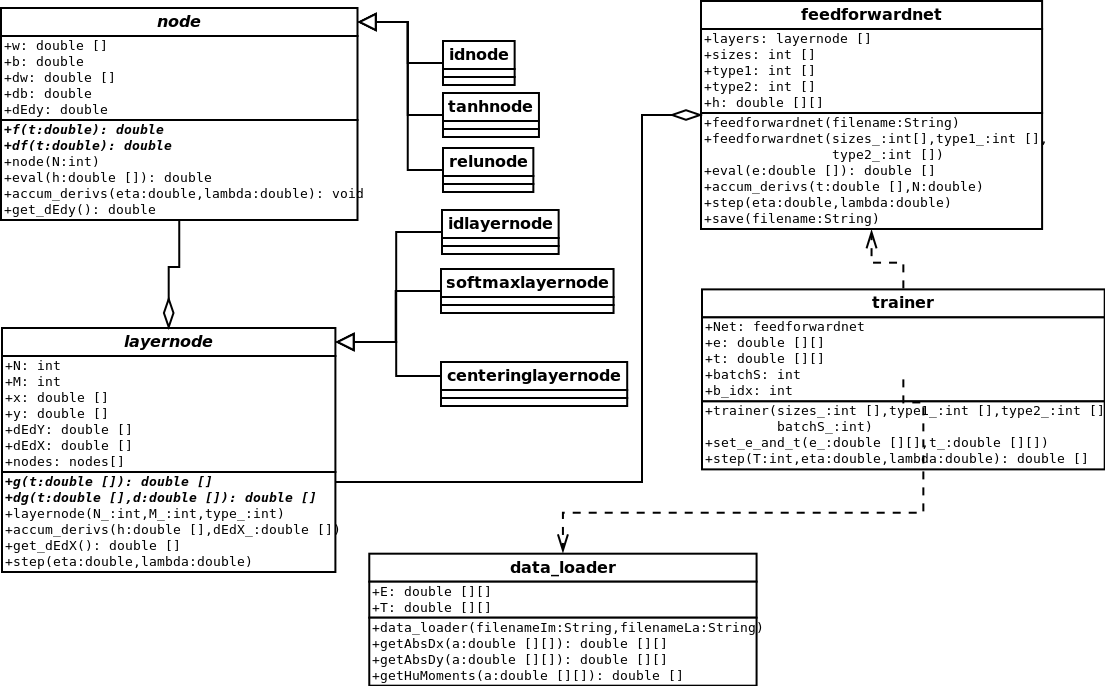 node
+w: double []
+b: double
+dw: double []
+db: double
+dEdy: double
+f(t:double): double
+df(t:double): double
+node(N:int)
+eval(h:double []): double
+accum_derivs(eta:double,lambda:double): void
+get_dEdy(): double
idnode
tanhnode
relunode
feedforwardnet
+layers: layernode []
+sizes: int []
+type1: int []
+type2: int []
+h: double [][]
+feedforwardnet(filename:String)
+feedforwardnet(sizes_:int[],type1_:int [],
type2_:int [])
+eval(e:double []): double []
+accum_derivs(t:double [],N:double)
+step(eta:double,lambda:double)
+save(filename:String)
idlayernode
softmaxlayernode
centeringlayernode
layernode
+N: int
+M: int
+x: double []
+y: double []
+dEdY: double []
+dEdX: double []
+nodes: nodes[]
+g(t:double []): double []
+dg(t:double [],d:double []): double []
+layernode(N_:int,M_:int,type_:int)
+accum_derivs(h:double [],dEdX_:double [])
+get_dEdX(): double []
+step(eta:double,lambda:double)
trainer
+Net: feedforwardnet
+e: double [][]
+t: double [][]
+batchS: int
+b_idx: int
+trainer(sizes_:int [],type1_:int [],type2_:int []
batchS_:int)
+set_e_and_t(e_:double [][],t_:double [][])
+step(T:int,eta:double,lambda:double): double []
data_loader
+E: double [][]
+T: double [][]
+data_loader(filenameIm:String,filenameLa:String)
+getAbsDx(a:double [][]): double [][]
+getAbsDy(a:double [][]): double [][]
+getHuMoments(a:double [][]): double []